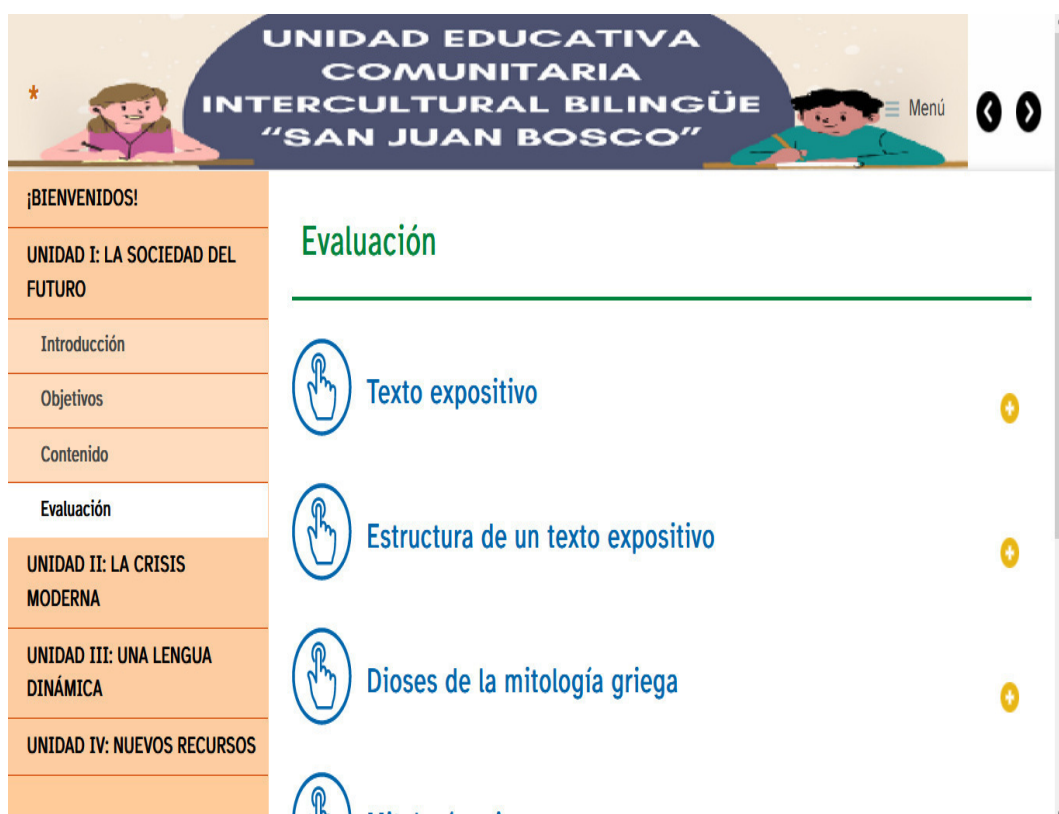 UNIDAD EDUCATIVA
COMUNITARIA
INTERCULTURAL BILINGÜE
“SAN JUAN BOSCO”
Menú
¡BIENVENIDOS!
UNIDAD I: LA SOCIEDAD DEL
FUTURO
Introducción
Objetivos
Contenido
Evaluación
UNIDAD II: LA CRISIS
MODERNA
UNIDAD III: UNA LENGUA
DINÁMICA
UNIDAD IV: NUEVOS RECURSOS
Evaluación
Texto expositivo
Estructura de un texto expositivo
Dioses de la mitología griega